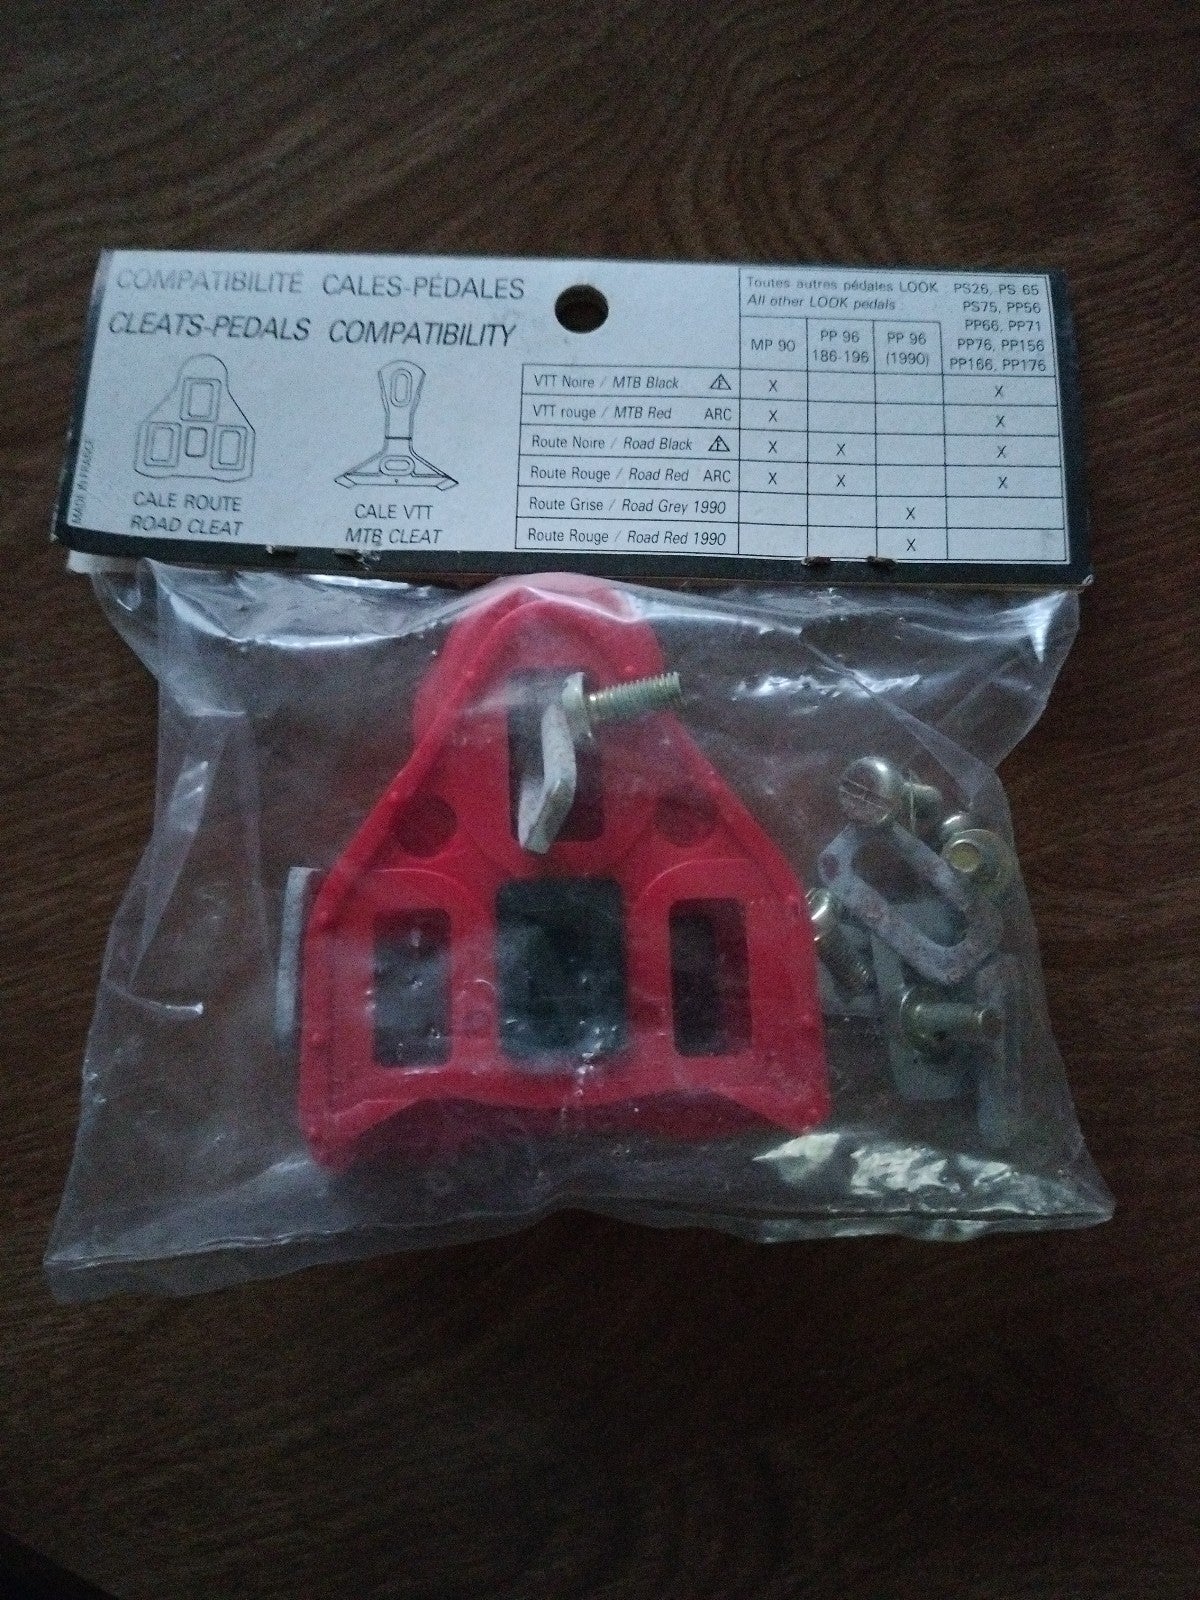 COMPATIBILITÉ CALES-PÉDALES
CLEATS-PEDALS COMPATIBILITY
CALE ROUTE
ROAD CLEAT
CALE VTT
MTB CLEAT
MADE IN FRANCE
Toutes autres pédales LOOK
All other LOOK pedals
PS26, PS 65
PS75, PP56
PP66, PP71
PP76, PP156
PP166, PP176
MP 90
PP 96
186-196
PP 96
(1990)
VTT Noire / MTB Black X X
VTT rouge / MTB Red ARC X X
Route Noire / Road Black X X X
Route Rouge / Road Red ARC X X X
Route Grise / Road Grey 1990 X
Route Rouge / Road Red 1990 X